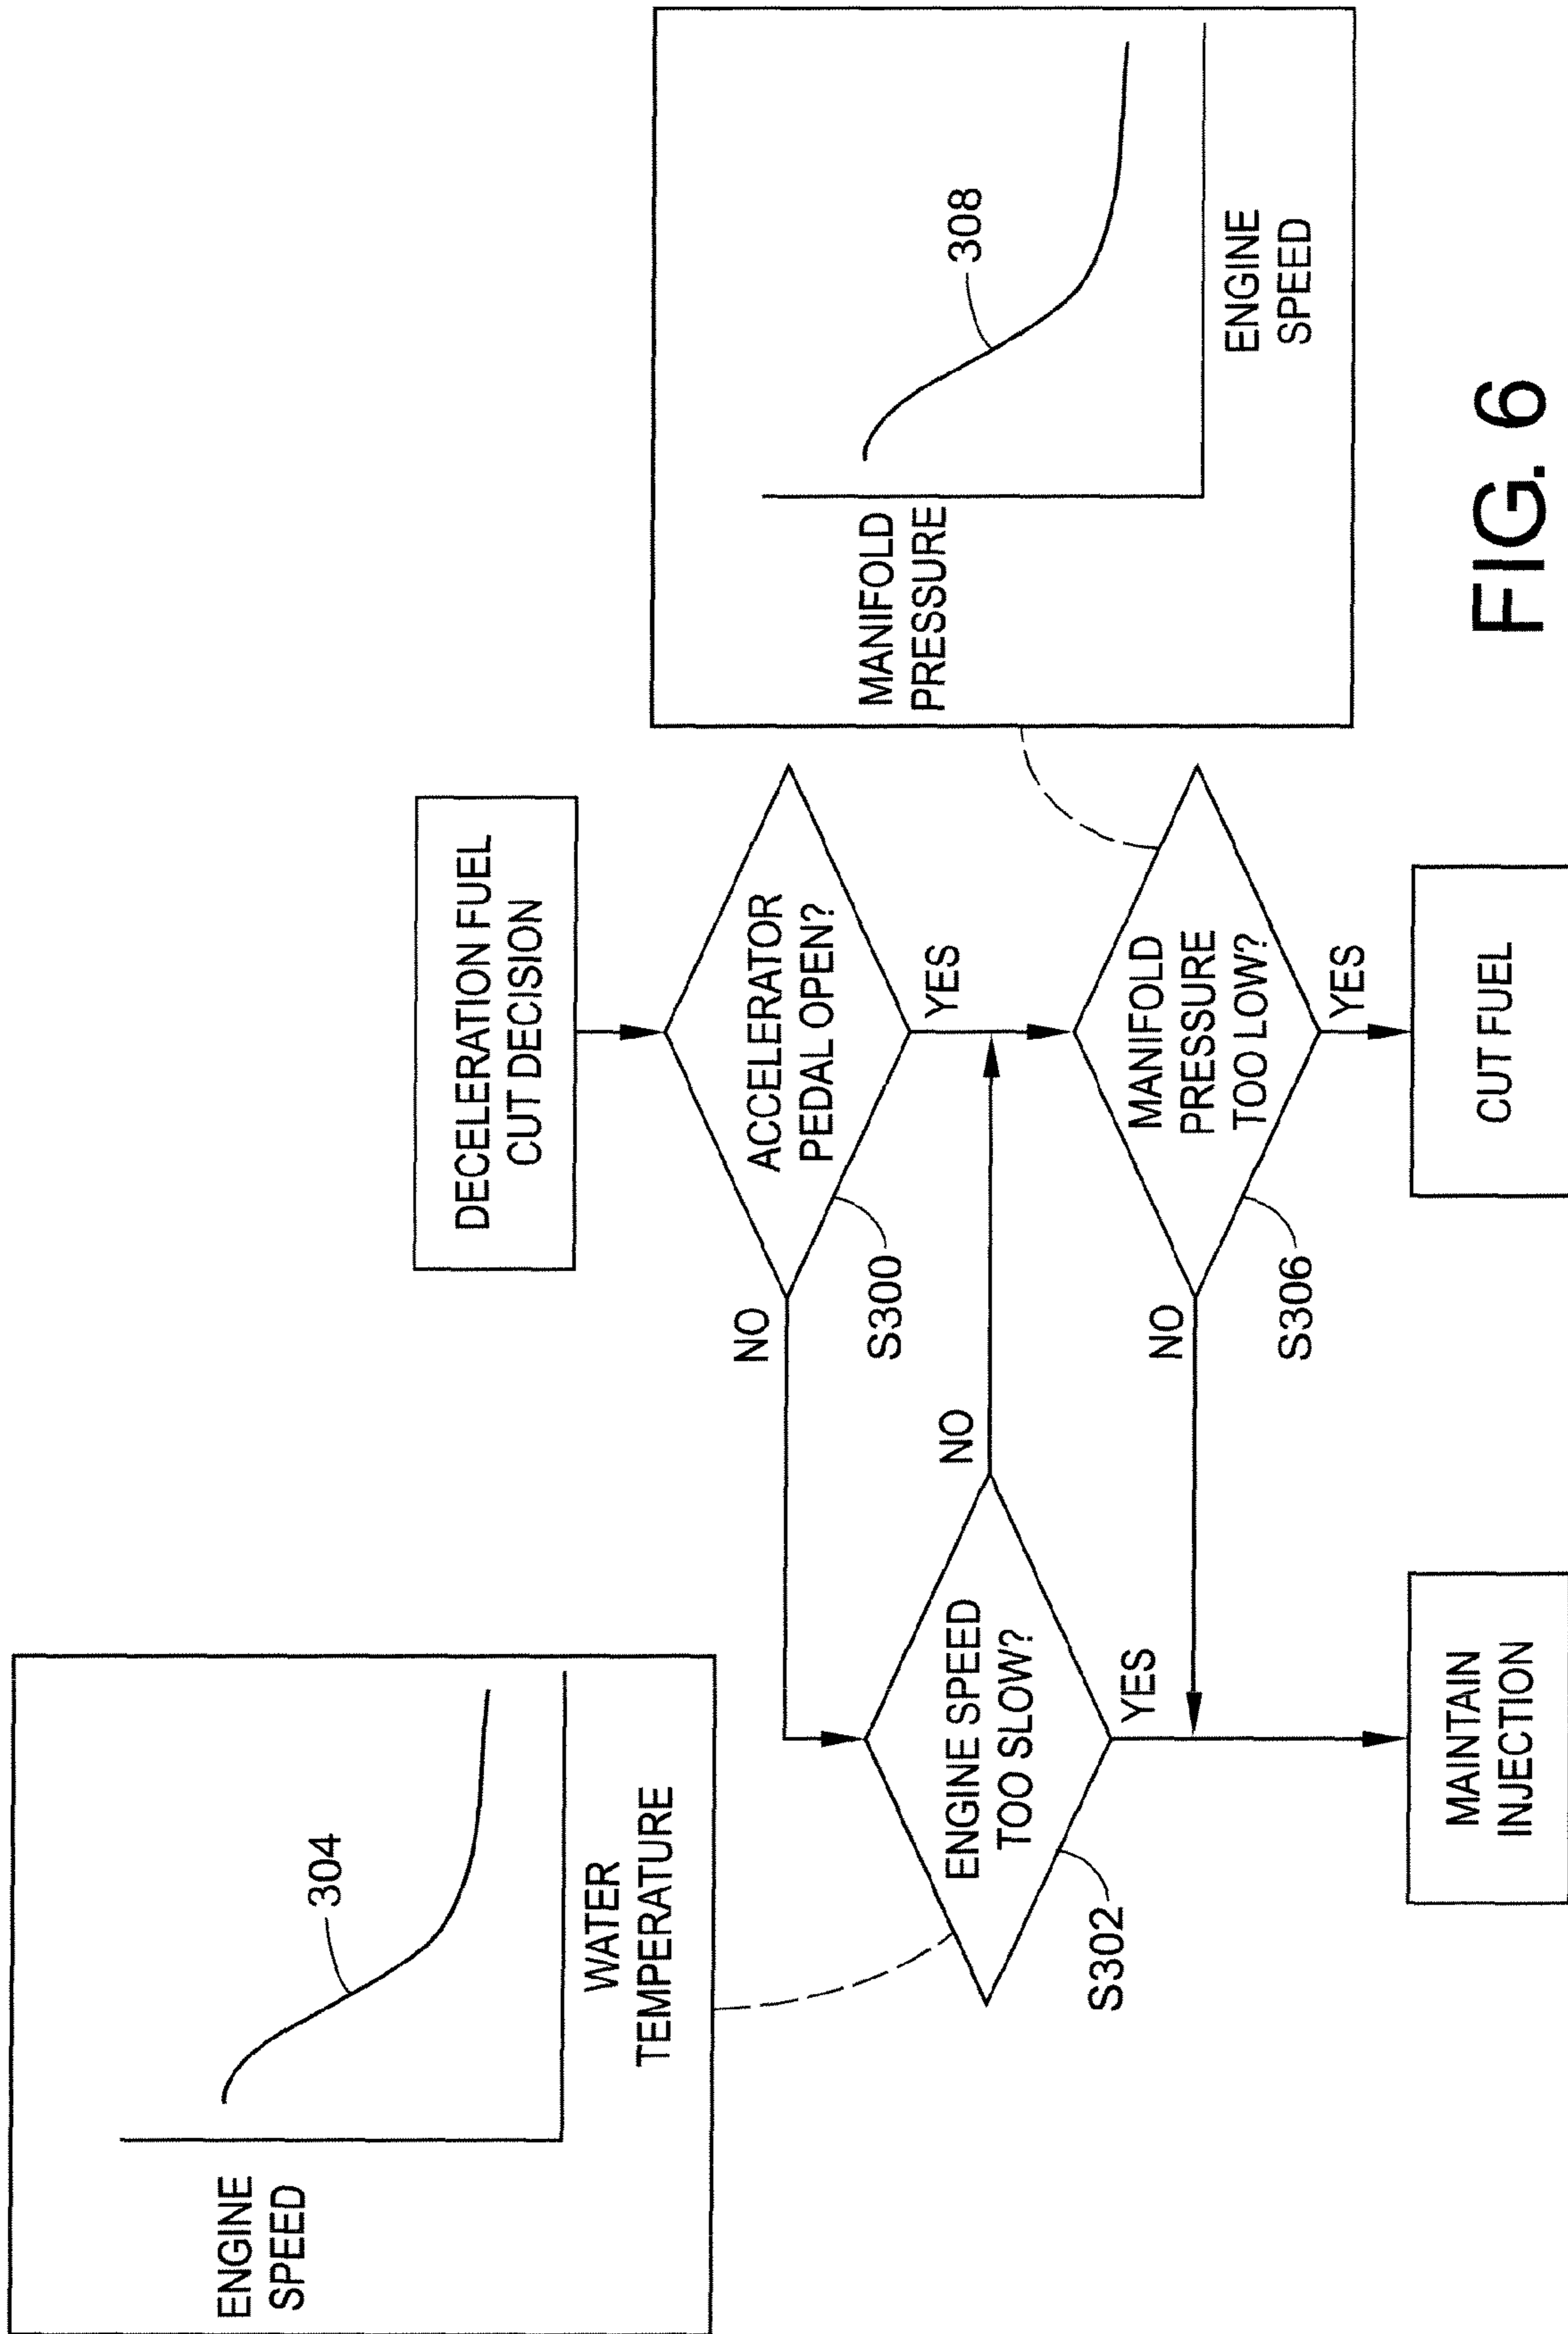 ENGINE
SPEED
304
WATER
TEMPERATURE
DECELERATION FUEL
CUT DECISION
ACCELERATOR
PEDAL OPEN?
NO
YES
S300
ENGINE SPEED
TOO SLOW?
NO
YES
S302
MANIFOLD
PRESSURE
308
ENGINE
SPEED
MANIFOLD
PRESSURE
TOO LOW?
NO
YES
S306
MAINTAIN
INJECTION
CUT FUEL
FIG. 6